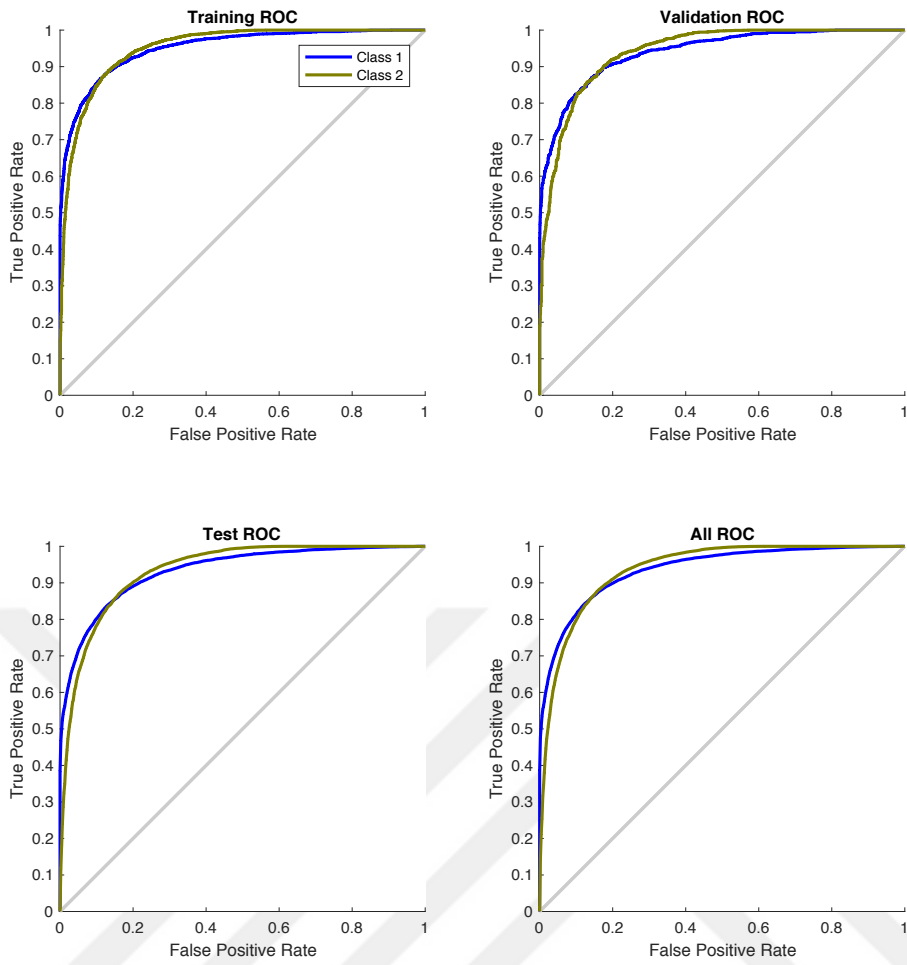 Training ROC
1
0.9
0.8
0.7
0.6
0.5
0.4
0.3
0.2
0.1
0
True Positive Rate
Class 1
Class 2
0 0.2 0.4 0.6 0.8 1
False Positive Rate
Validation ROC
1
0.9
0.8
0.7
0.6
0.5
0.4
0.3
0.2
0.1
0
True Positive Rate
0 0.2 0.4 0.6 0.8 1
False Positive Rate
Test ROC
1
0.9
0.8
0.7
0.6
0.5
0.4
0.3
0.2
0.1
0
True Positive Rate
0 0.2 0.4 0.6 0.8 1
False Positive Rate
All ROC
1
0.9
0.8
0.7
0.6
0.5
0.4
0.3
0.2
0.1
0
True Positive Rate
0 0.2 0.4 0.6 0.8 1
False Positive Rate